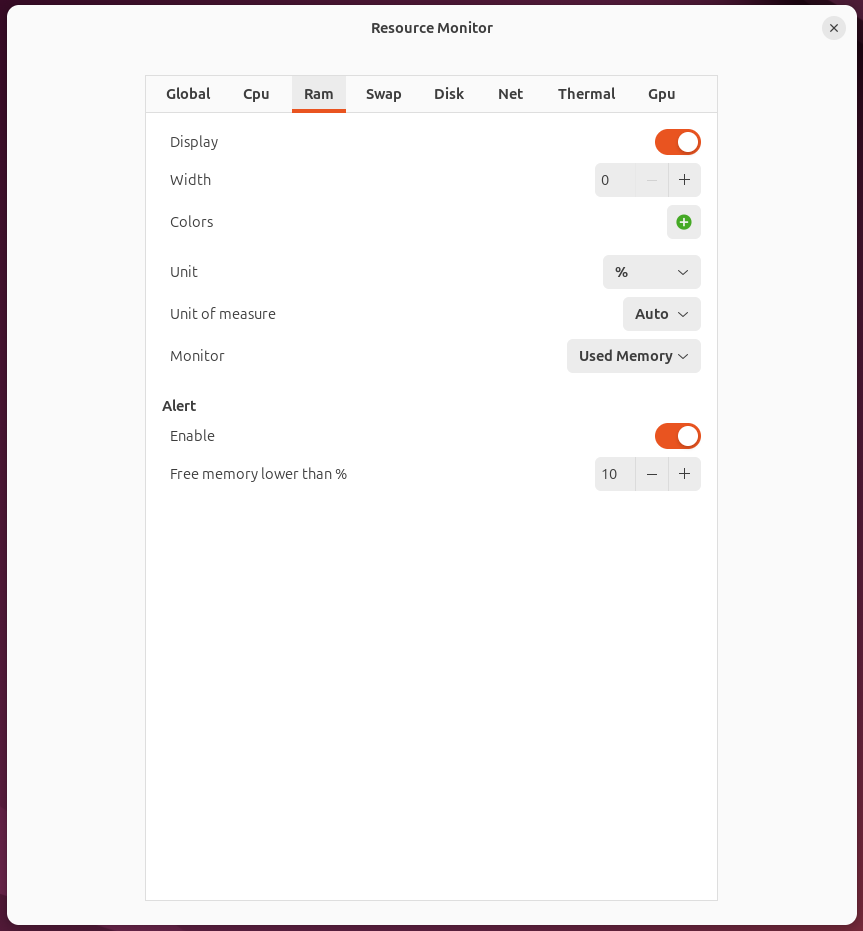 Resource Monitor
Global Cpu Ram Swap Disk Net Thermal Gpu
Display
Width 0
Colors
Unit %
Unit of measure Auto
Monitor Used Memory
Alert
Enable
Free memory lower than % 10